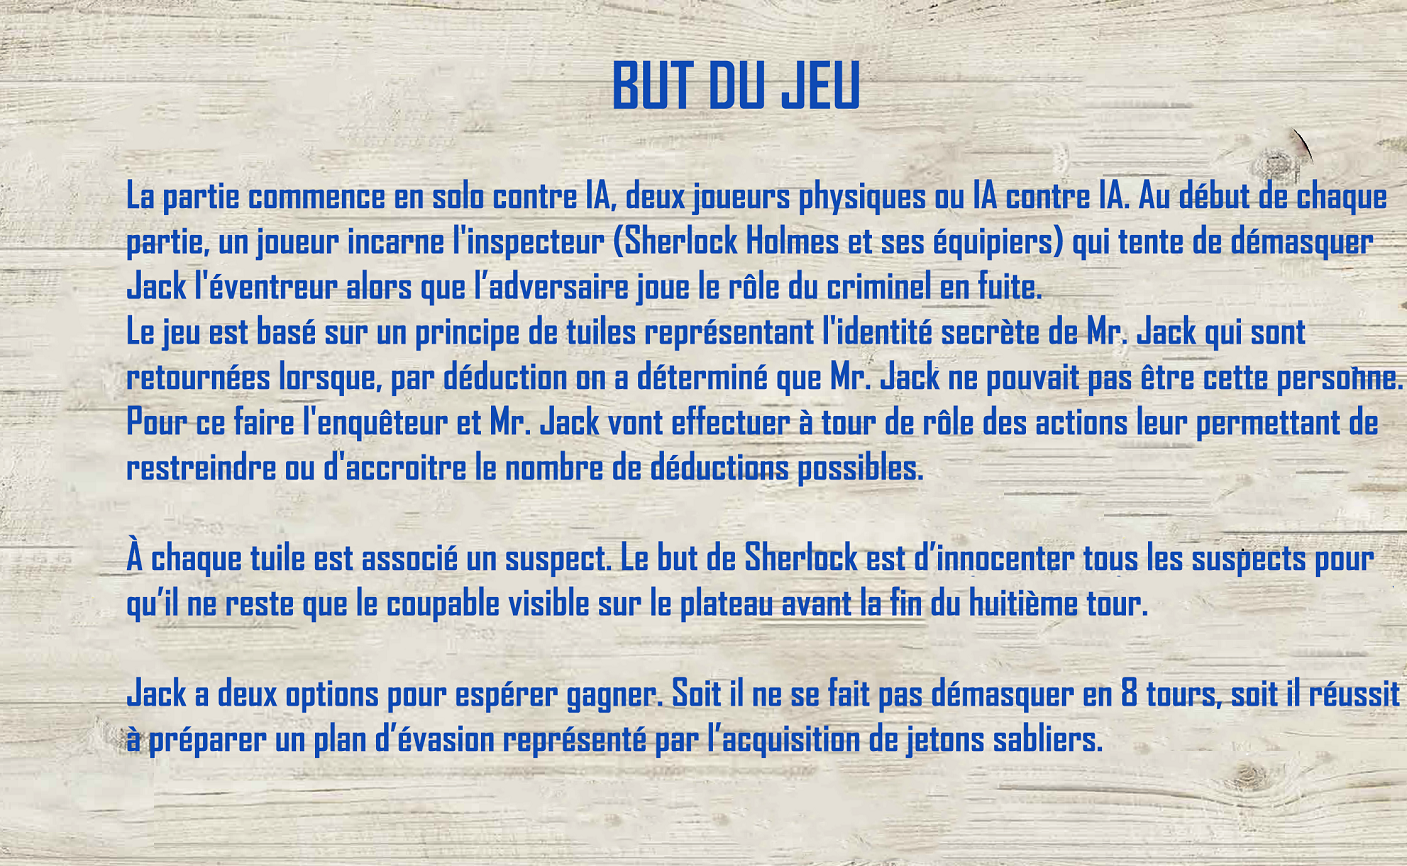 BUT DU JEU
La partie commence en solo contre IA, deux joueurs physiques ou IA contre IA. Au début de chaque
partie, un joueur incarne l'inspecteur (Sherlock Holmes et ses équipiers) qui tente de démasquer
Jack l'éventreur alors que l’adversaire joue le rôle du criminel en fuite.
Le jeu est basé sur un principe de tuiles représentant l'identité secrète de Mr. Jack qui sont
retournées lorsque, par déduction on a déterminé que Mr. Jack ne pouvait pas être cette personne.
Pour ce faire l'enquêteur et Mr. Jack vont effectuer à tour de rôle des actions leur permettant de
restreindre ou d'accroitre le nombre de déductions possibles.
À chaque tuile est associé un suspect. Le but de Sherlock est d’innocenter tous les suspects pour
qu’il ne reste que le coupable visible sur le plateau avant la fin du huitième tour.
Jack a deux options pour espérer gagner. Soit il ne se fait pas démasquer en 8 tours, soit il réussit
à préparer un plan d’évasion représenté par l’acquisition de jetons sabliers.